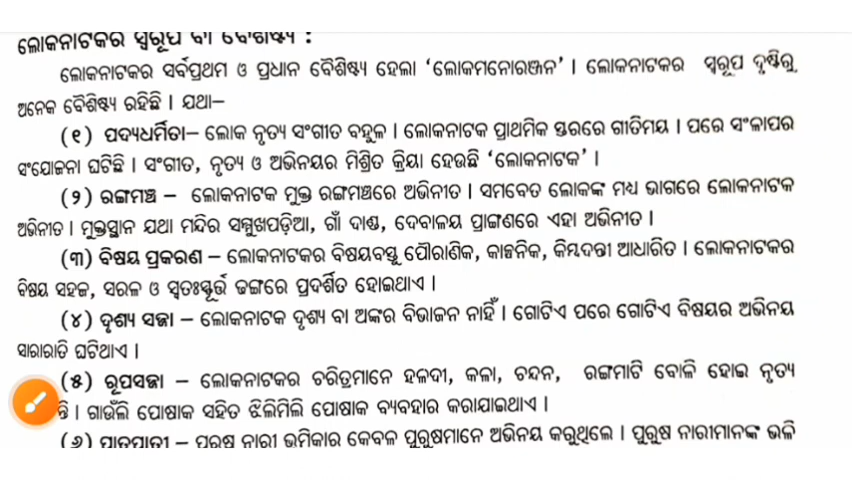 ଲୋକନାଟକର ସ୍ୱରୂପ ବା ବୈଶିଷ୍ଟ୍ୟ :
ଲୋକନାଟକର ସର୍ବପ୍ରଥମ ଓ ପ୍ରଧାନ ବୈଶିଷ୍ଟ୍ୟ ହେଲା ‘ଲୋକମନୋରଞ୍ଜନ’ । ଲୋକନାଟକର ସ୍ୱରୂପ ଦୃଷ୍ଟିରୁ
ଅନେକ ବୈଶିଷ୍ଟ୍ୟ ରହିଛି । ଯଥା–
(୧) ପଦ୍ୟଧର୍ମିତା– ଲୋକ ନୃତ୍ୟ ସଂଗୀତ ବହୁଳ । ଲୋକନାଟକ ପ୍ରାଥମିକ ସ୍ତରରେ ଗୀତିମୟ । ପରେ ସଂଳାପର
ସଂଯୋଜନା ଘଟିଛି । ସଂଗୀତ, ନୃତ୍ୟ ଓ ଅଭିନୟର ମିଶ୍ରିତ କ୍ରିୟା ହେଉଛି ‘ଲୋକନାଟକ’ ।
(୨) ରଙ୍ଗମଞ୍ଚ – ଲୋକନାଟକ ମୁକ୍ତ ରଙ୍ଗମଞ୍ଚରେ ଅଭିନୀତ । ସମବେତ ଲୋକଙ୍କ ମଧ୍ୟ ଭାଗରେ ଲୋକନାଟକ
ଅଭିନୀତ । ମୁକ୍ତସ୍ଥାନ ଯଥା ମନ୍ଦିର ସମ୍ମୁଖପଡ଼ିଆ, ଗାଁ ଦାଣ୍ଡ, ଦେବାଳୟ ପ୍ରାଙ୍ଗଣରେ ଏହା ଅଭିନୀତ ।
(୩) ବିଷୟ ପ୍ରକରଣ – ଲୋକନାଟକର ବିଷୟବସ୍ତୁ ପୌରାଣିକ, କାଳ୍ପନିକ, କିମ୍ବଦନ୍ତୀ ଆଧାରିତ । ଲୋକନାଟକର
ବିଷୟ ସହଜ, ସରଳ ଓ ସ୍ୱତଃସ୍ପୂର୍ତ୍ତ ଢଙ୍ଗରେ ପ୍ରଦର୍ଶିତ ହୋଇଥାଏ ।
(୪) ଦୃଶ୍ୟ ସଜ୍ଜା – ଲୋକନାଟକ ଦୃଶ୍ୟ ବା ଅଙ୍କର ବିଭାଜନ ନାହିଁ । ଗୋଟିଏ ପରେ ଗୋଟିଏ ବିଷୟର ଅଭିନୟ
ସାରାରାତି ଘଟିଥାଏ ।
(୫) ରୂପସଜ୍ଜା – ଲୋକନାଟକର ଚରିତ୍ରମାନେ ହଳଦୀ, କଳା, ଚନ୍ଦନ, ରଙ୍ଗମାଟି ବୋଳି ହୋଇ ନୃତ୍ୟ
ନ୍ତି । ଗାଉଁଲି ପୋଷାକ ସହିତ ଝିଲିମିଲି ପୋଷାକ ବ୍ୟବହାର କରାଯାଇଥାଏ ।
(୬) ପାତ୍ରପାତ୍ରୀ – ପୁରୁଷ ନାରୀ ଭୂମିକାର କେବଳ ପୁରୁଷମାନେ ଅଭିନୟ କରୁଥିଲେ । ପୁରୁଷ ନାରୀମାନଙ୍କ ଭଳି